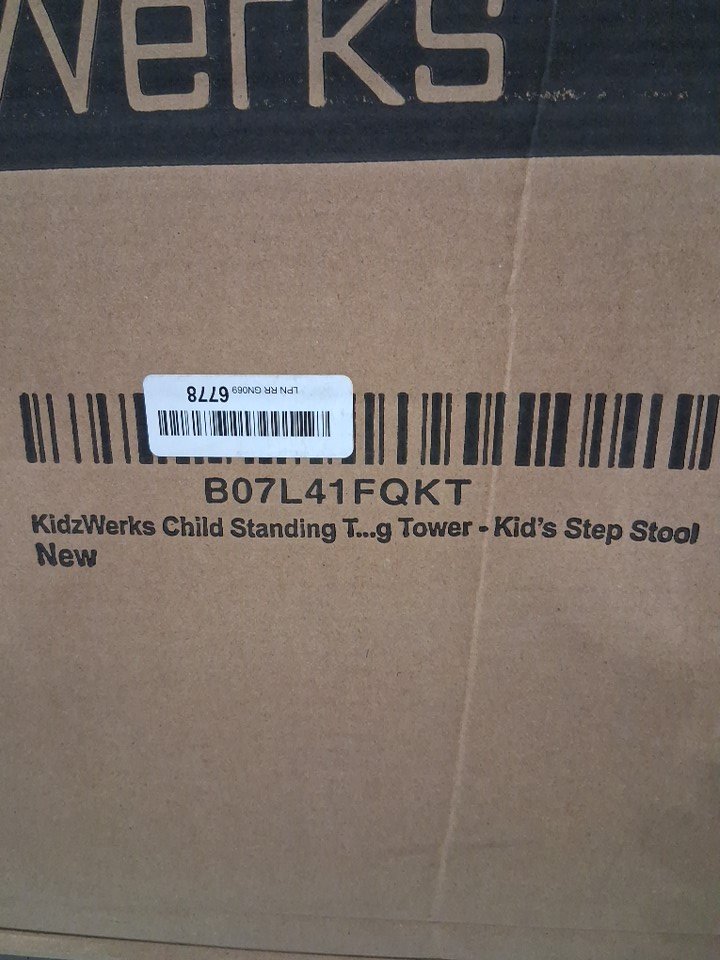 Werks
LPN RR GN069 6778
B07L41FQKT
KidzWerks Child Standing T...g Tower - Kid's Step Stool
New